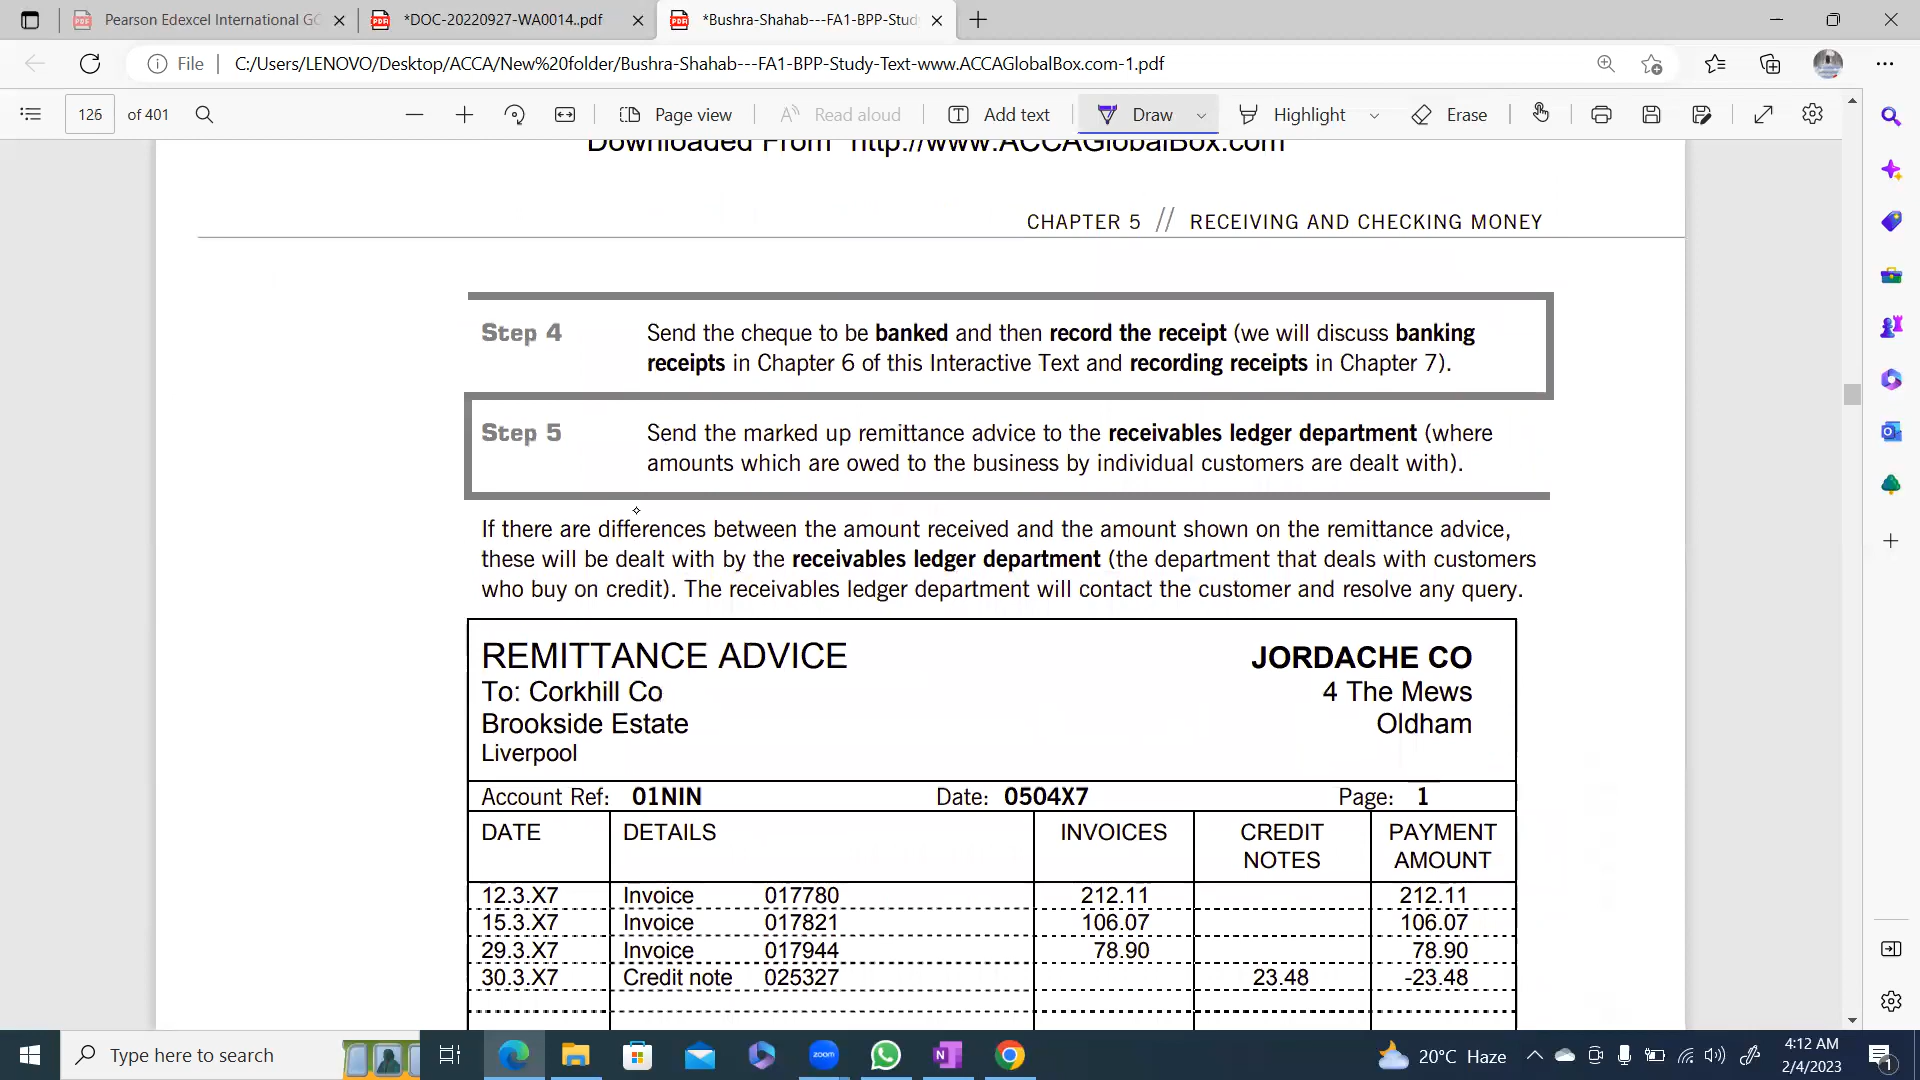 Pearson Edexcel International GC
*DOC-20220927-WA0014..pdf
*Bushra-Shahab---FA1-BPP-Stud
File
C:/Users/LENOVO/Desktop/ACCA/New%20folder/Bushra-Shahab---FA1-BPP-Study-Text-www.ACCAGlobalBox.com-1.pdf
126 of 401
Page view
Read aloud
Add text
Draw
Highlight
Erase
Downloaded From http://www.ACCAGlobalBox.com
CHAPTER 5 // RECEIVING AND CHECKING MONEY
Step 4 Send the cheque to be banked and then record the receipt (we will discuss banking
receipts in Chapter 6 of this Interactive Text and recording receipts in Chapter 7).
Step 5 Send the marked up remittance advice to the receivables ledger department (where
amounts which are owed to the business by individual customers are dealt with).
If there are differences between the amount received and the amount shown on the remittance advice,
these will be dealt with by the receivables ledger department (the department that deals with customers
who buy on credit). The receivables ledger department will contact the customer and resolve any query.
REMITTANCE ADVICE JORDACHE CO
To: Corkhill Co 4 The Mews
Brookside Estate Oldham
Liverpool
Account Ref: 01NIN Date: 0504X7 Page: 1
DATE DETAILS INVOICES CREDIT PAYMENT
NOTES AMOUNT
12.3.X7 Invoice 017780 212.11 212.11
15.3.X7 Invoice 017821 106.07 106.07
29.3.X7 Invoice 017944 78.90 78.90
30.3.X7 Credit note 025327 23.48 -23.48
Type here to search
zoom
20°C Haze
4:12 AM
2/4/2023
1